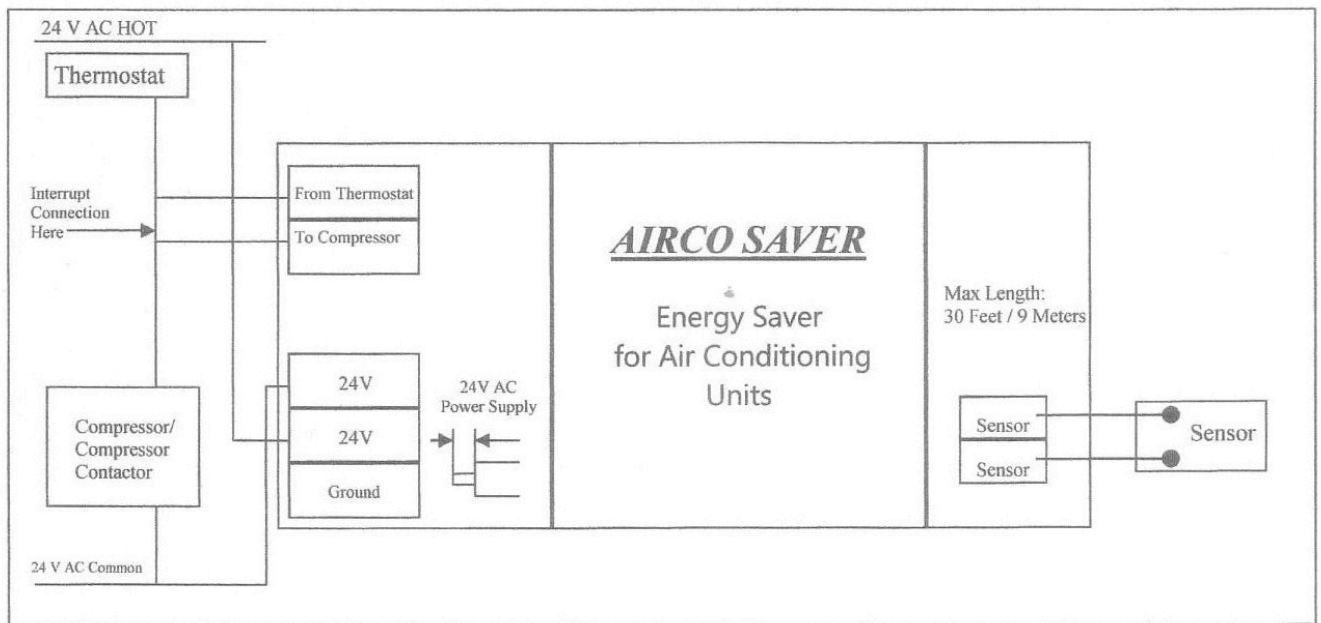 24 V AC HOT
Thermostat
Interrupt
Connection
Here
From Thermostat
To Compressor
24V
24V
Ground
24V AC
Power Supply
Compressor/
Compressor
Contactor
24 V AC Common
AIRCO SAVER
Energy Saver
for Air Conditioning
Units
Max Length:
30 Feet / 9 Meters
Sensor
Sensor
Sensor